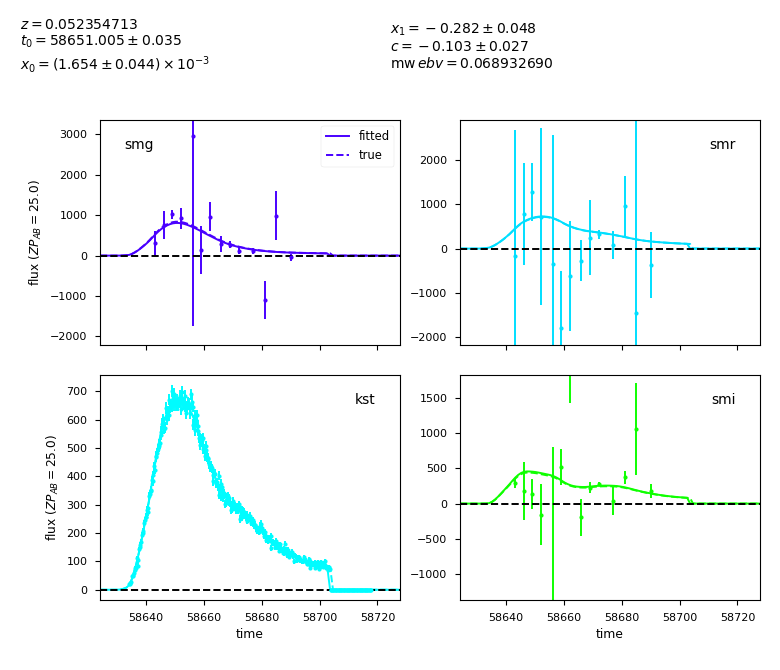 z = 0.052354713
t0 = 58651.005 ± 0.035
x0 = (1.654 ± 0.044) × 10^−3
x1 = −0.282 ± 0.048
c = −0.103 ± 0.027
mw ebv = 0.068932690
smg
fitted
true
3000
2000
1000
0
−1000
−2000
flux (ZP_AB = 25.0)
smr
2000
1000
0
−1000
−2000
kst
700
600
500
400
300
200
100
0
flux (ZP_AB = 25.0)
58640 58660 58680 58700 58720
time
smi
1500
1000
500
0
−500
−1000
58640 58660 58680 58700 58720
time